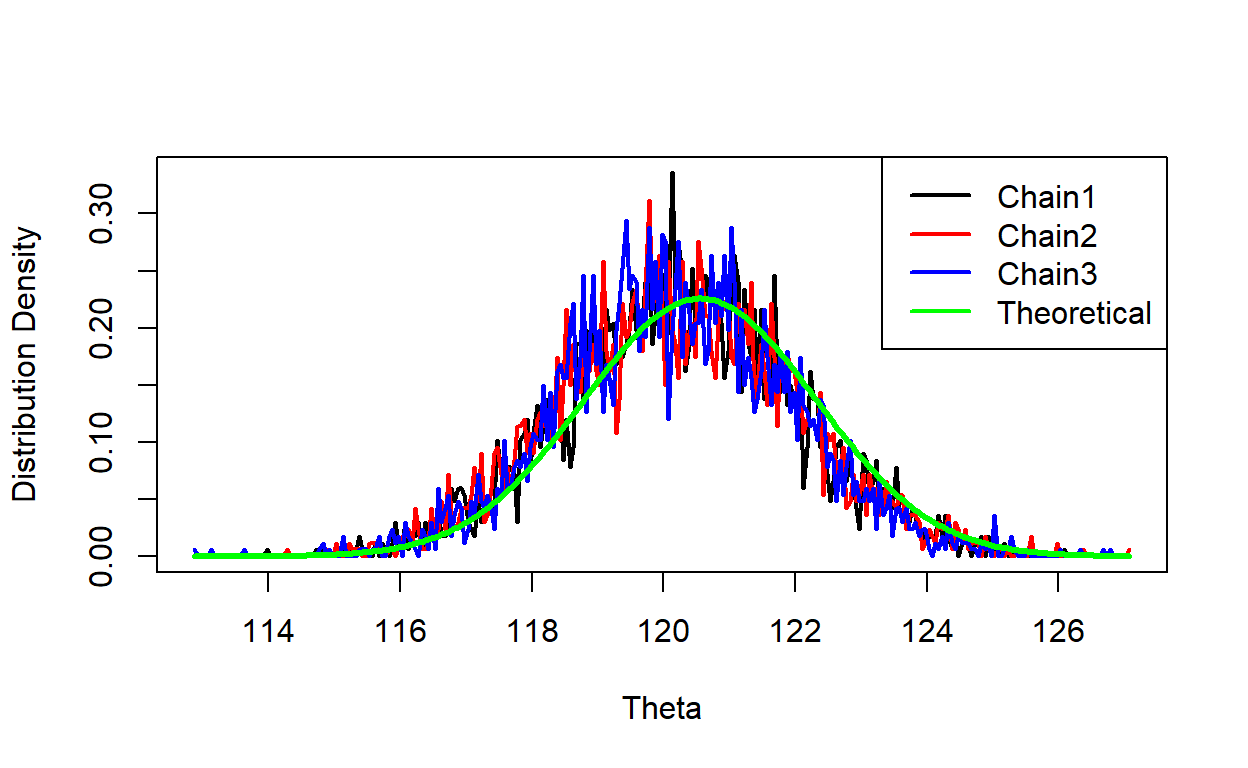 Distribution Density
0.30
0.20
0.10
0.00
Chain1
Chain2
Chain3
Theoretical
114 116 118 120 122 124 126
Theta